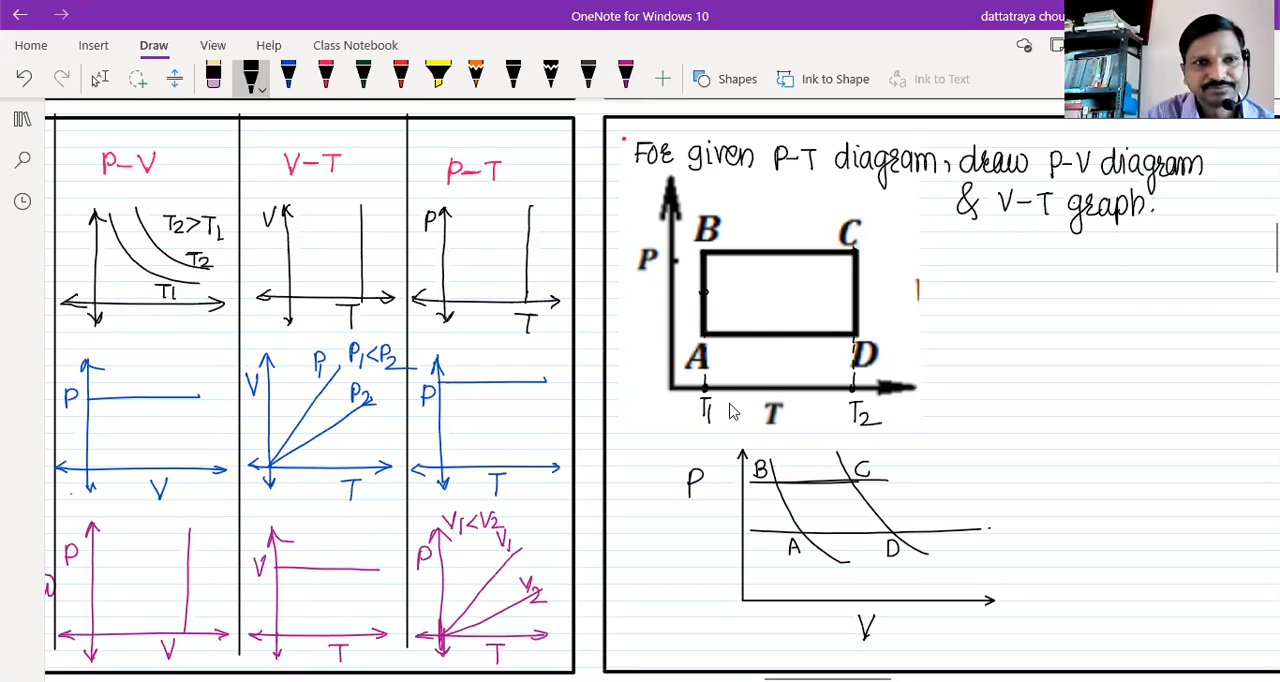 OneNote for Windows 10
dattatraya chou
Home Insert Draw View Help Class Notebook
Shapes Ink to Shape Ink to Text
P-V V-T P-T
T2>T1
T2
T1
V
T
P
T
P
V
V
P1
P1<P2
P2
T
P
T
P
V
V
T
V1<V2
V1
P
V2
T
For given P-T diagram, draw P-V diagram
& V-T graph.
B C
P
A D
T1 T T2
P
B C
A D
V